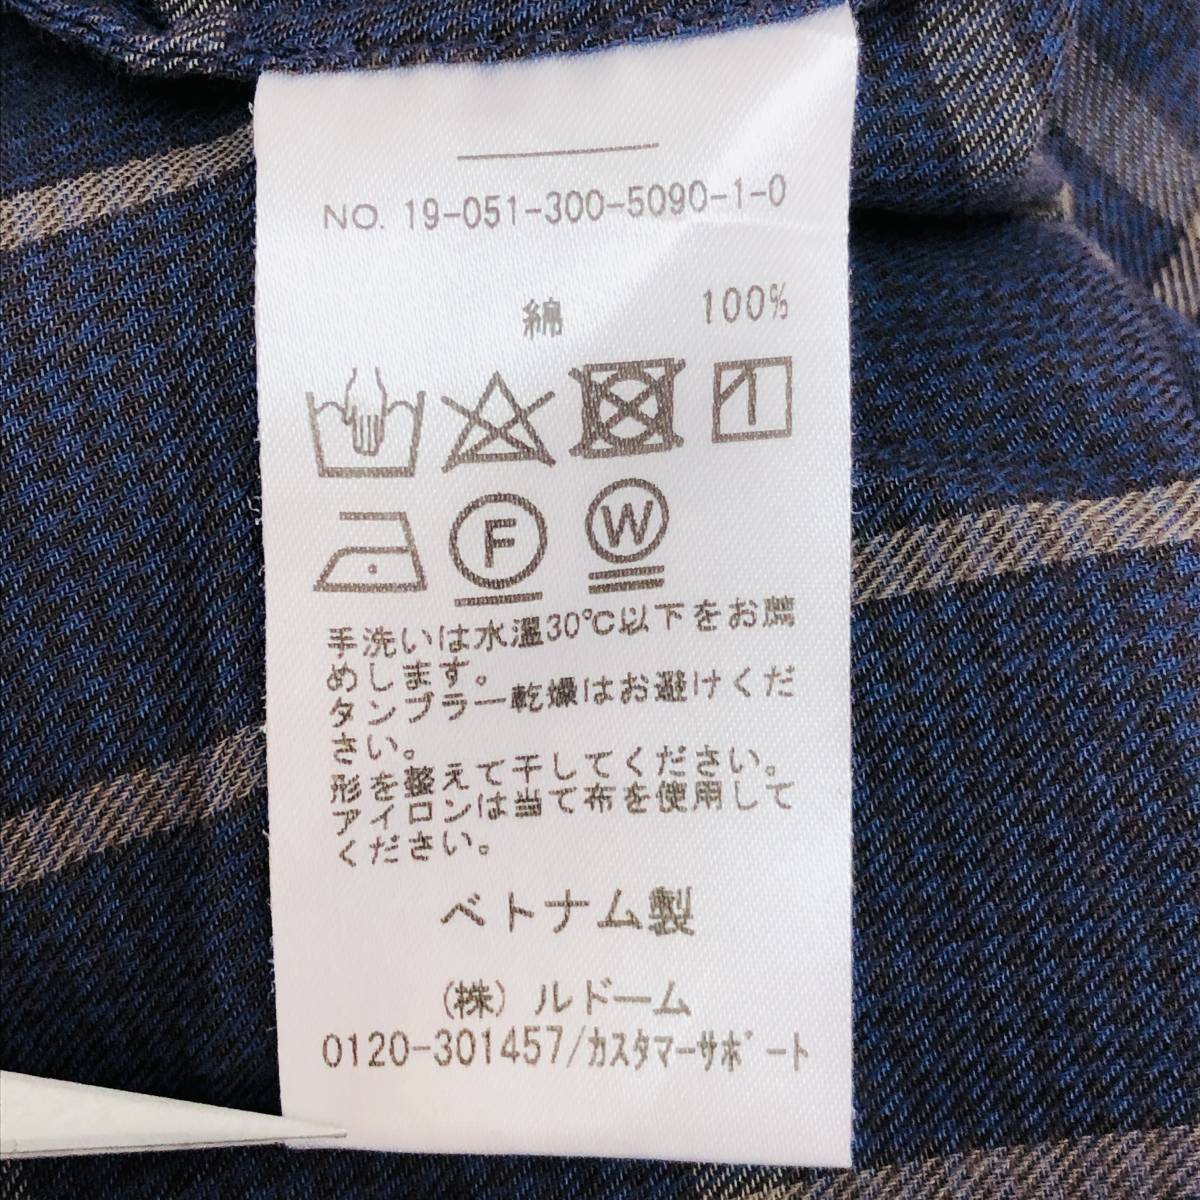 NO. 19-051-300-5090-1-0
綿 100%
F W
手洗いは水温30℃以下をお薦
めします。
タンブラー乾燥はお避けくだ
さい。
形を整えて干してください。
アイロンは当て布を使用して
ください。
ベトナム製
(株) ルドーム
0120-301457/カスタマーサポート